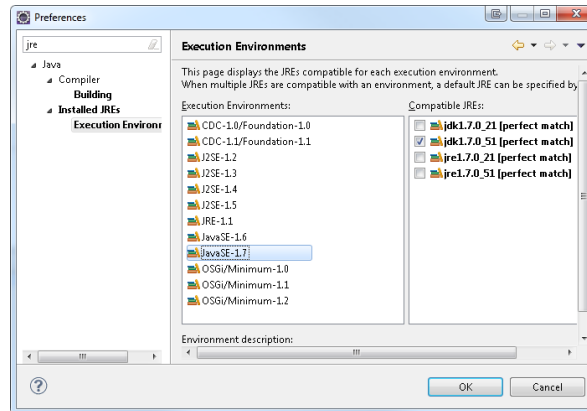 Preferences
jre
Java
Compiler
Building
Installed JREs
Execution Environr
Execution Environments
This page displays the JREs compatible for each execution environment.
When multiple JREs are compatible with an environment, a default JRE can be specified by
Execution Environments:
CDC-1.0/Foundation-1.0
CDC-1.1/Foundation-1.1
J2SE-1.2
J2SE-1.3
J2SE-1.4
J2SE-1.5
JRE-1.1
JavaSE-1.6
JavaSE-1.7
OSGi/Minimum-1.0
OSGi/Minimum-1.1
OSGi/Minimum-1.2
Compatible JREs:
jdk1.7.0_21 [perfect match]
jdk1.7.0_51 [perfect match]
jre1.7.0_21 [perfect match]
jre1.7.0_51 [perfect match]
Environment description:
OK
Cancel